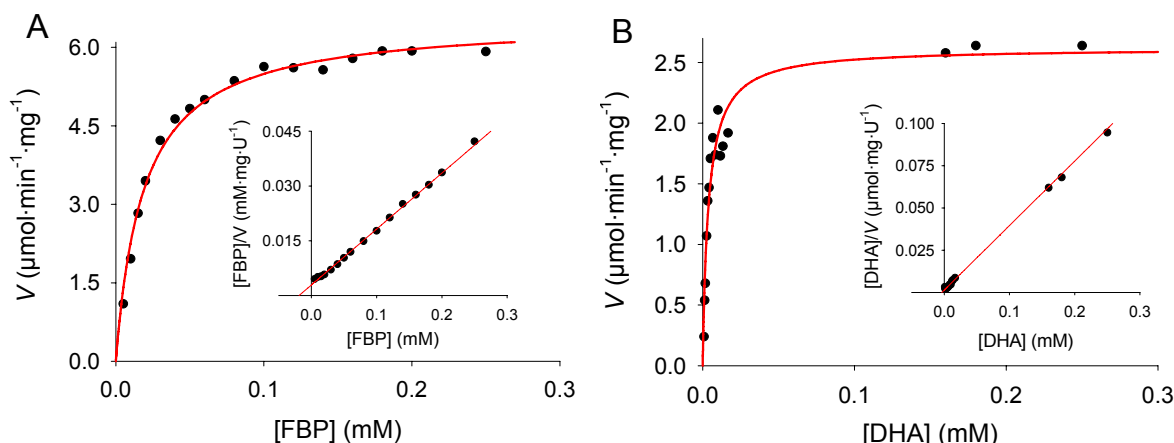 A
V (µmol·min⁻¹·mg⁻¹)
6.0
4.5
3.0
1.5
0.0
0.0 0.1 0.2 0.3
[FBP] (mM)
[FBP]/V (mM·mg·U⁻¹)
0.045
0.030
0.015
0.0 0.1 0.2 0.3
[FBP] (mM)
B
V (µmol·min⁻¹·mg⁻¹)
2.5
2.0
1.5
1.0
0.5
0.0
0.0 0.1 0.2 0.3
[DHA] (mM)
[DHA]/V (µmol·mg·U⁻¹)
0.100
0.075
0.050
0.025
0.0 0.1 0.2 0.3
[DHA] (mM)